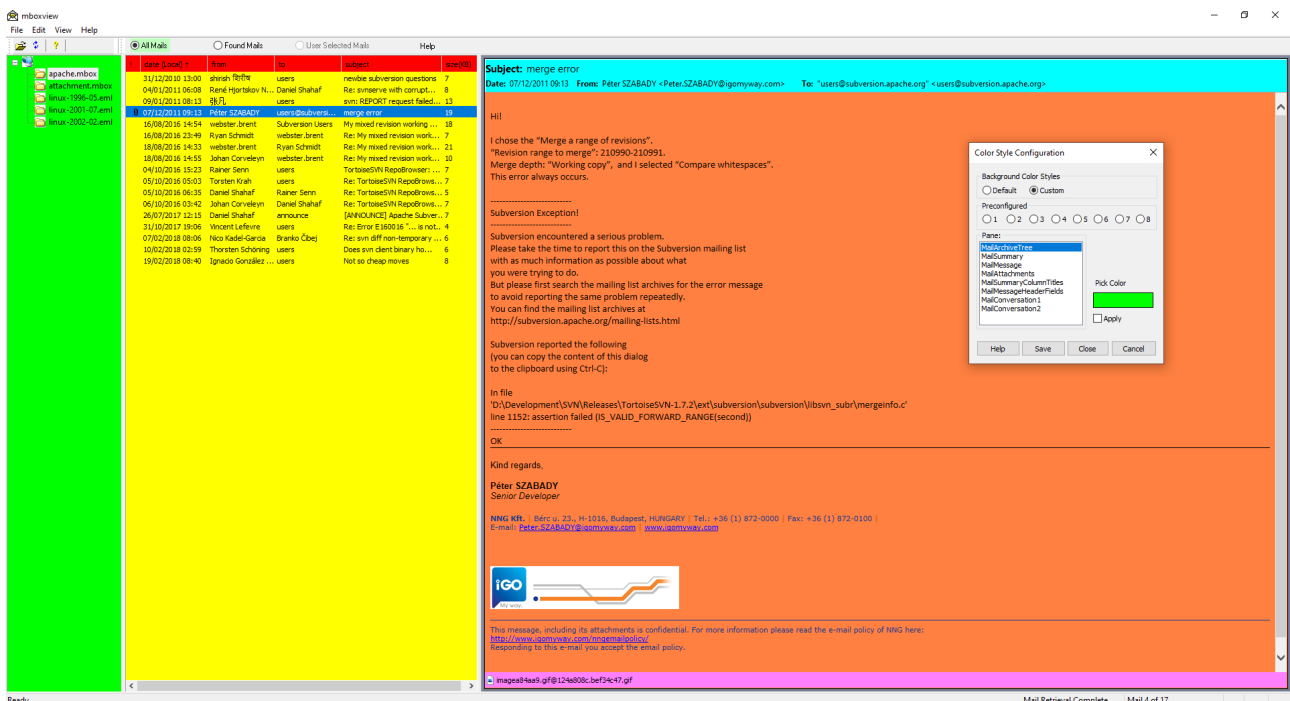 mboxview
File Edit View Help
All Mails Found Mails User Selected Mails Help
apache.mbox
attachment.mbox
linux-1996-05.eml
linux-2001-07.eml
linux-2002-02.eml
! date (Local) from to subject size(KB)
31/12/2010 13:00 shirish शिरीष users newbie subversion questions 7
04/01/2011 06:08 René Hjortskov N... Daniel Shahaf Re: svnserve with corrupt... 8
09/01/2011 08:13 张凡 users svn: REPORT request failed... 13
07/12/2011 09:13 Péter SZABADY users@subversi... merge error 19
16/08/2016 14:54 webster.brent Subversion Users My mixed revision working ... 18
16/08/2016 23:49 Ryan Schmidt webster.brent Re: My mixed revision work... 7
18/08/2016 14:33 webster.brent Ryan Schmidt Re: My mixed revision work... 21
18/08/2016 14:55 Johan Corveleyn webster.brent Re: My mixed revision work... 10
04/10/2016 15:23 Rainer Senn users TortoiseSVN RepoBrowser: ... 7
05/10/2016 05:03 Torsten Krah users Re: TortoiseSVN RepoBrows... 7
05/10/2016 06:35 Daniel Shahaf Rainer Senn Re: TortoiseSVN RepoBrows... 5
06/10/2016 03:42 Johan Corveleyn Daniel Shahaf Re: TortoiseSVN RepoBrows... 7
26/07/2017 12:15 Daniel Shahaf announce [ANNOUNCE] Apache Subver... 7
31/10/2017 19:06 Vincent Lefevre users Re: Error E160016 "... is not... 4
07/02/2018 08:06 Nico Kadel-Garcia Branko Čibej Re: svn diff non-temporary ... 6
10/02/2018 02:59 Thorsten Schöning users Does svn client binary ho... 6
19/02/2018 08:40 Ignacio González ... users Not so cheap moves 8
Subject: merge error
Date: 07/12/2011 09:13 From: Péter SZABADY <Peter.SZABADY@igomyway.com> To: "users@subversion.apache.org" <users@subversion.apache.org>
Hi!
I chose the “Merge a range of revisions”.
“Revision range to merge”: 210990-210991.
Merge depth: “Working copy”, and I selected “Compare whitespaces”.
This error always occurs.
---------------------------
Subversion Exception!
---------------------------
Subversion encountered a serious problem.
Please take the time to report this on the Subversion mailing list
with as much information as possible about what
you were trying to do.
But please first search the mailing list archives for the error message
to avoid reporting the same problem repeatedly.
You can find the mailing list archives at
http://subversion.apache.org/mailing-lists.html
Subversion reported the following
(you can copy the content of this dialog
to the clipboard using Ctrl-C):
In file
'D:\Development\SVN\Releases\TortoiseSVN-1.7.2\ext\subversion\subversion\libsvn_subr\mergeinfo.c'
line 1152: assertion failed (IS_VALID_FORWARD_RANGE(second))
---------------------------
OK
Kind regards,
Péter SZABADY
Senior Developer
NNG Kft. | Bérc u. 23., H-1016, Budapest, HUNGARY | Tel.: +36 (1) 872-0000 | Fax: +36 (1) 872-0100 |
E-mail: Peter.SZABADY@igomyway.com | www.igomyway.com
iGO
My way.
This message, including its attachments is confidential. For more information please read the e-mail policy of NNG here:
http://www.igomyway.com/nngemailpolicy/
Responding to this e-mail you accept the email policy.
imagea84aa9.gif@124a808c.bef34c47.gif
Color Style Configuration
Background Color Styles
Default Custom
Preconfigured
1 2 3 4 5 6 7 8
Pane:
MailArchiveTree
MailSummary
MailMessage
MailAttachments
MailSummaryColumnTitles
MailMessageHeaderFields
MailConversation1
MailConversation2
Pick Color
Apply
Help Save Close Cancel
Ready Mail Retrieval Complete Mail 4 of 17